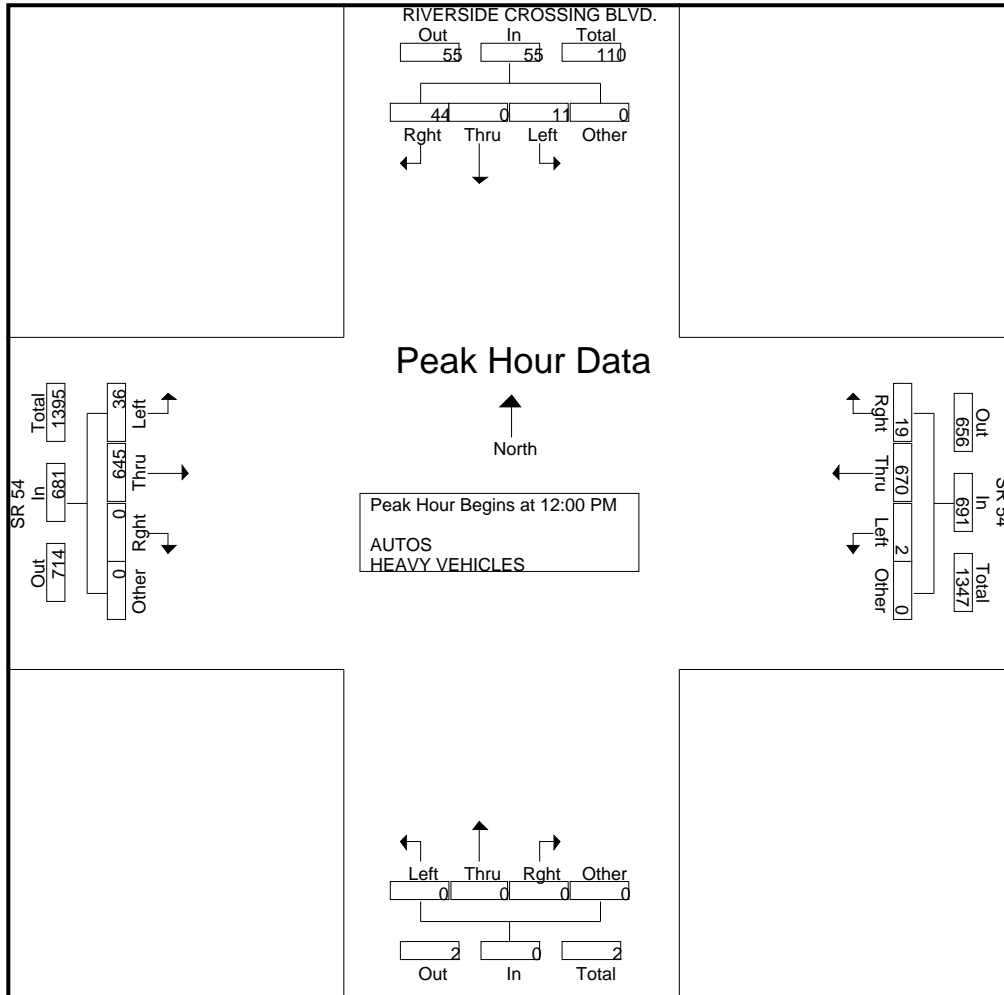 RIVERSIDE CROSSING BLVD.
Out In Total
55 55 110
44 0 11 0
Rght Thru Left Other
Peak Hour Data
North
Peak Hour Begins at 12:00 PM
AUTOS
HEAVY VEHICLES
SR 54
Out In Total
714 681 1395
0 0 645 36
Other Rght Thru Left
SR 54
Out In Total
656 691 1347
19 670 2 0
Rght Thru Left Other
Left Thru Rght Other
0 0 0 0
2 0 2
Out In Total